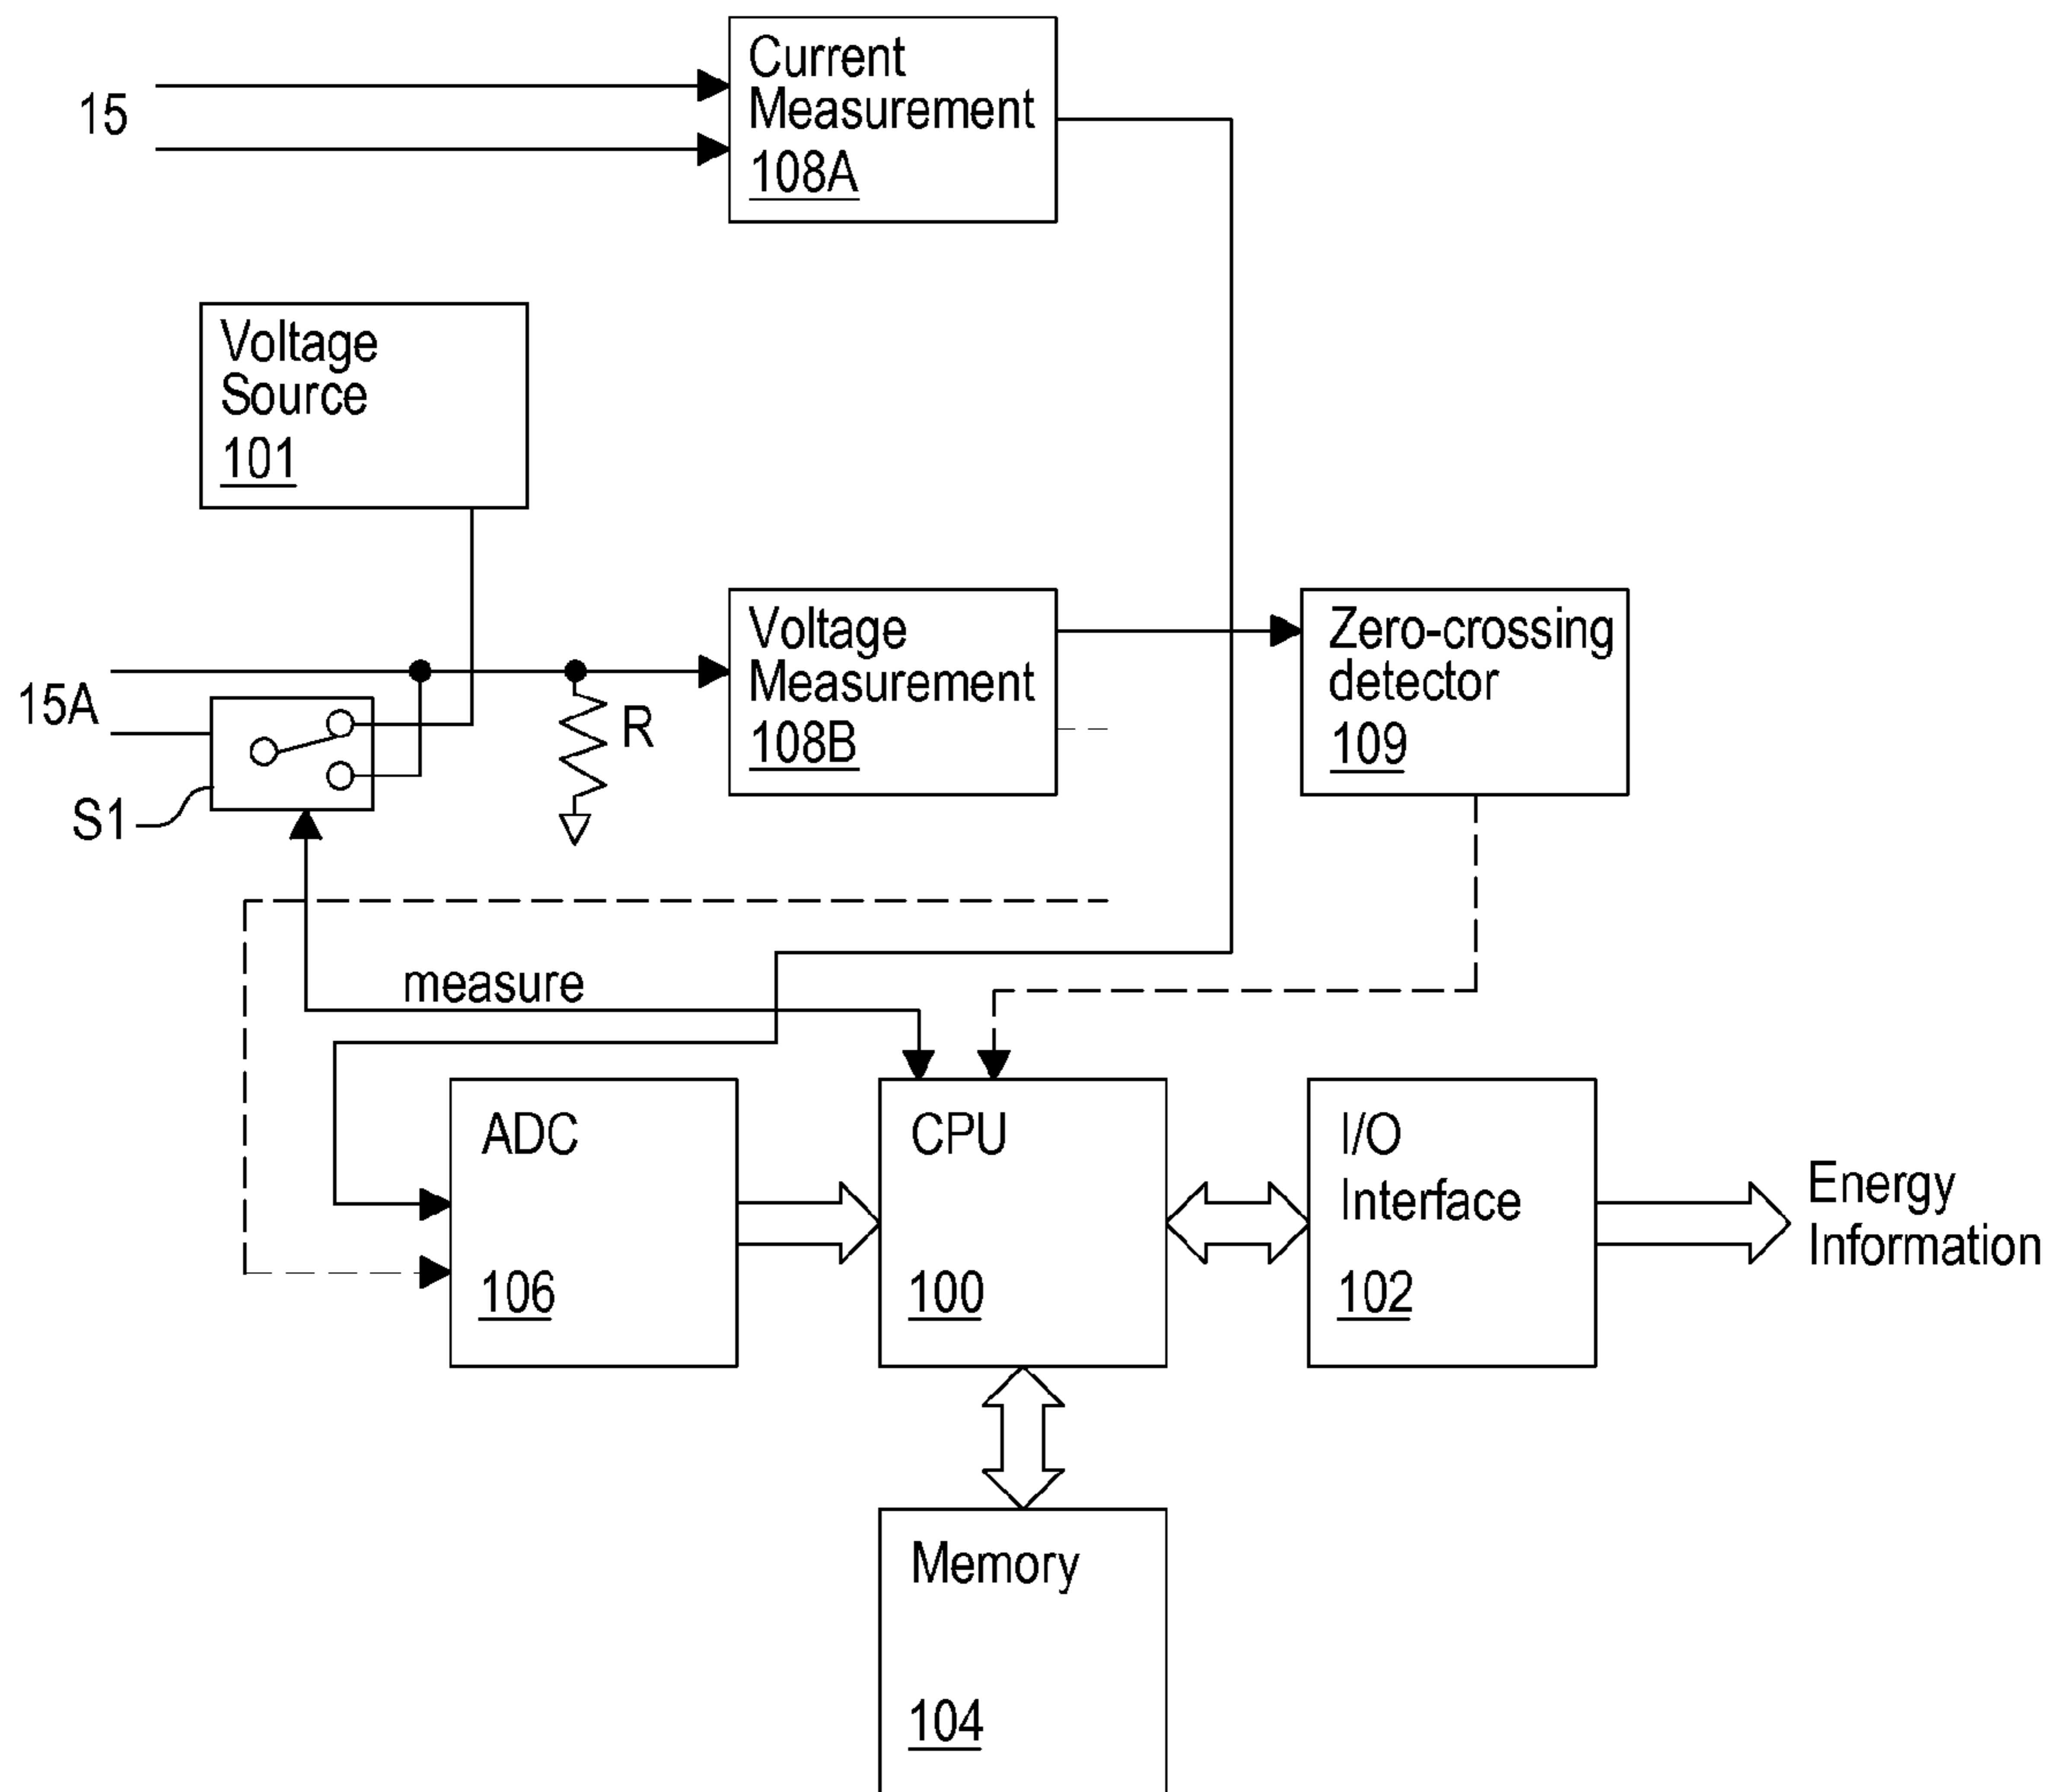 Current
Measurement
108A
15
Voltage
Source
101
Voltage
Measurement
108B
Zero-crossing
detector
109
15A
R
S1
measure
ADC
106
CPU
100
I/O
Interface
102
Energy
Information
Memory
104